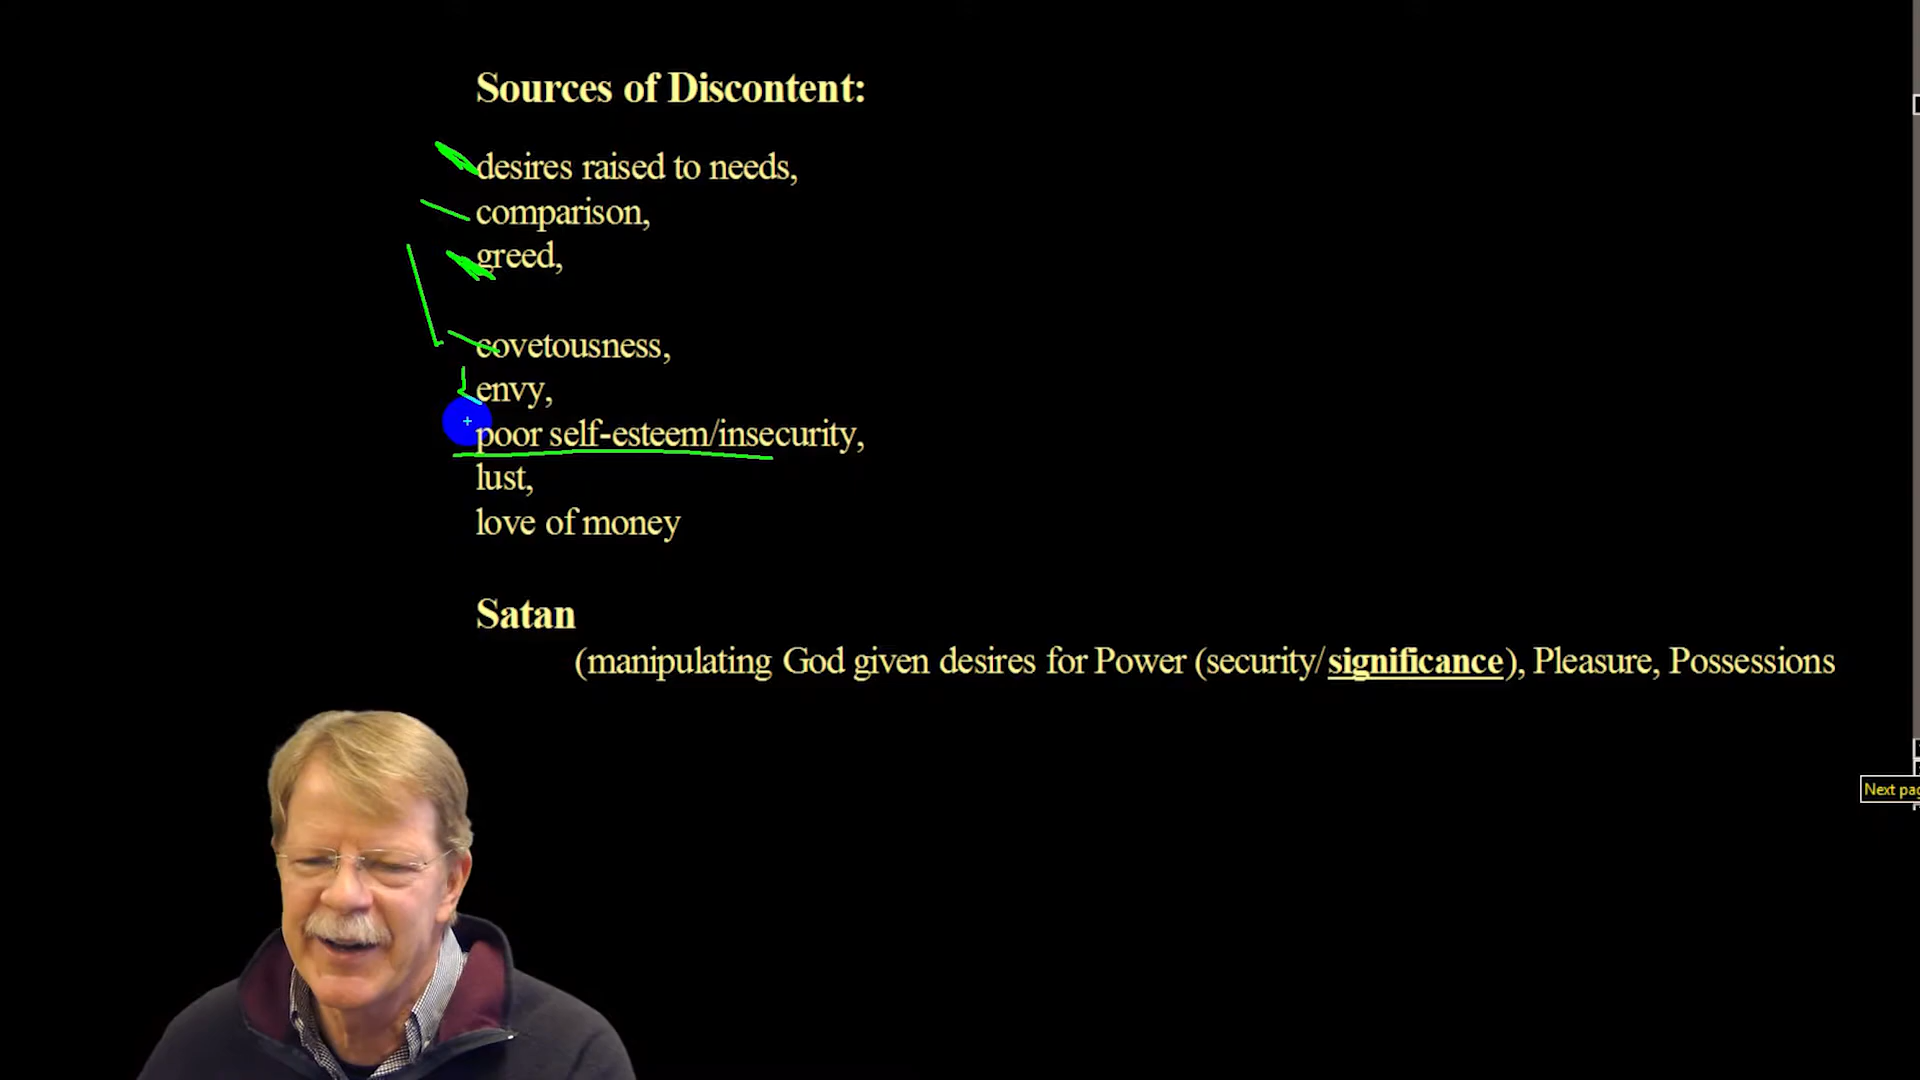 Sources of Discontent:
desires raised to needs,
comparison,
greed,
covetousness,
envy,
poor self-esteem/insecurity,
lust,
love of money
Satan
(manipulating God given desires for Power (security/significance), Pleasure, Possessions
Next pag